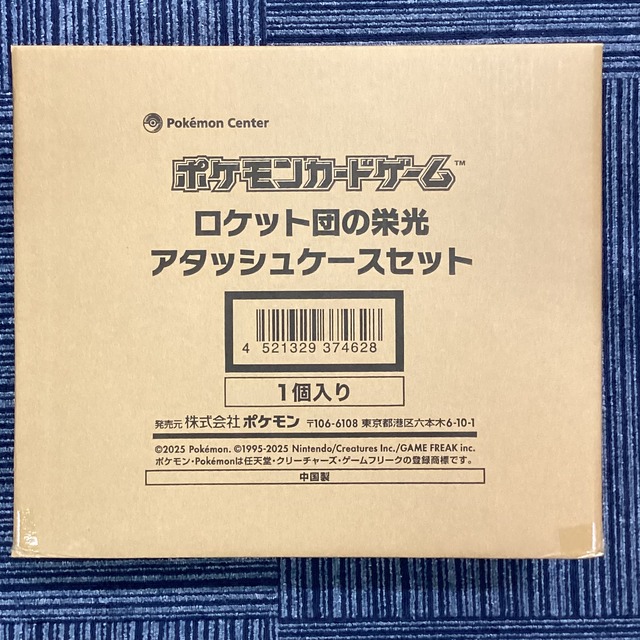 Pokémon Center
ポケモンカードゲーム™
ロケット団の栄光
アタッシュケースセット
4 521329 374628
1個入り
発売元 株式会社 ポケモン 〒106-6108 東京都港区六本木6-10-1
©2025 Pokémon. ©1995-2025 Nintendo/Creatures Inc./GAME FREAK inc.
ポケモン・Pokémonは任天堂・クリーチャーズ・ゲームフリークの登録商標です。
中国製